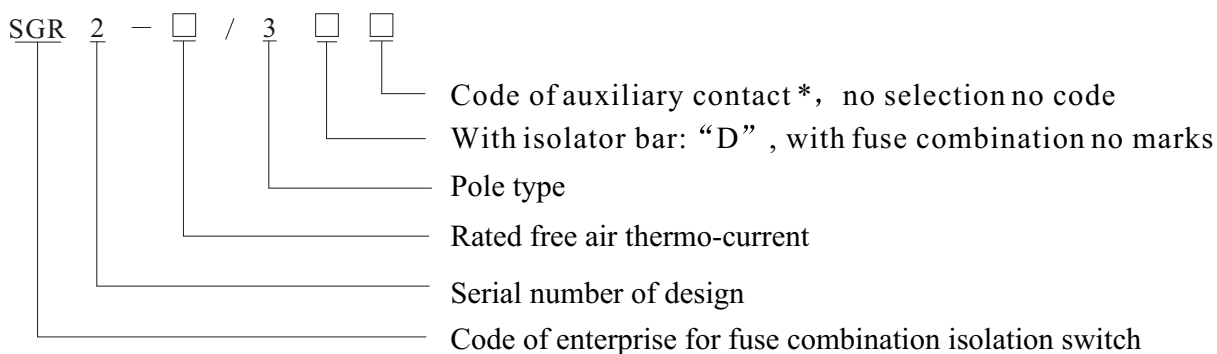 SGR 2 － □ / 3 □ □
Code of auxiliary contact *，no selection no code
With isolator bar: “D” , with fuse combination no marks
Pole type
Rated free air thermo-current
Serial number of design
Code of enterprise for fuse combination isolation switch